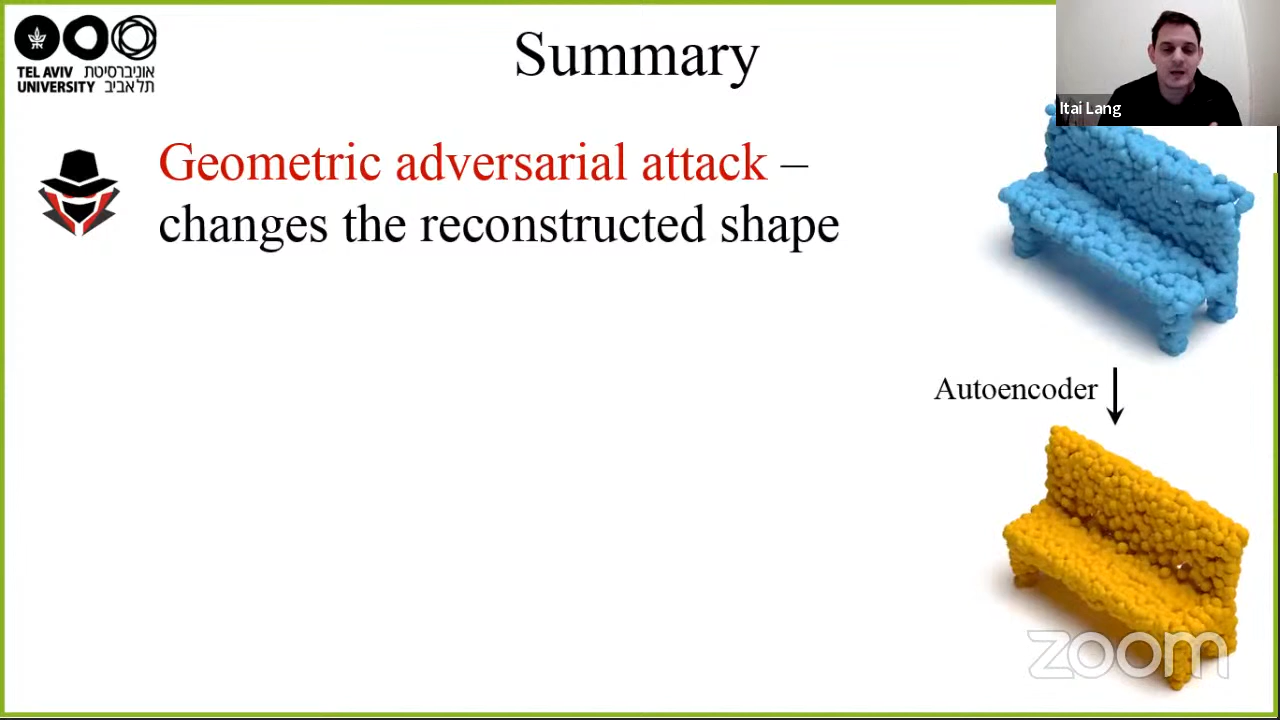 TEL AVIV אוניברסיטת
UNIVERSITY תל אביב
Summary
Itai Lang
Geometric adversarial attack –
changes the reconstructed shape
Autoencoder
zoom